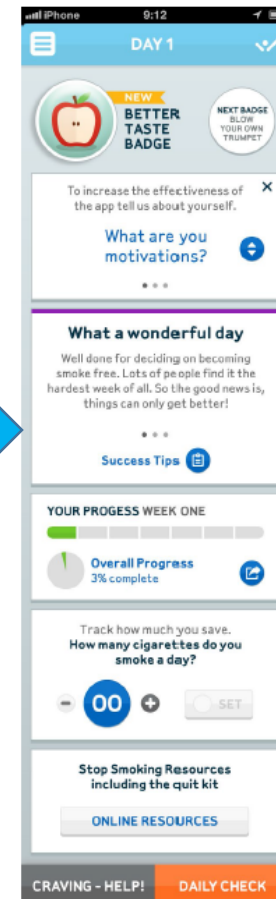 iPhone 9:12
DAY 1
NEW
BETTER
TASTE
BADGE
NEXT BADGE
BLOW
YOUR OWN
TRUMPET
To increase the effectiveness of
the app tell us about yourself.
What are you
motivations?
What a wonderful day
Well done for deciding on becoming
smoke free. Lots of people find it the
hardest week of all. So the good news is,
things can only get better!
Success Tips
YOUR PROGESS WEEK ONE
Overall Progress
3% complete
Track how much you save.
How many cigarettes do you
smoke a day?
00
SET
Stop Smoking Resources
including the quit kit
ONLINE RESOURCES
CRAVING - HELP! DAILY CHECK